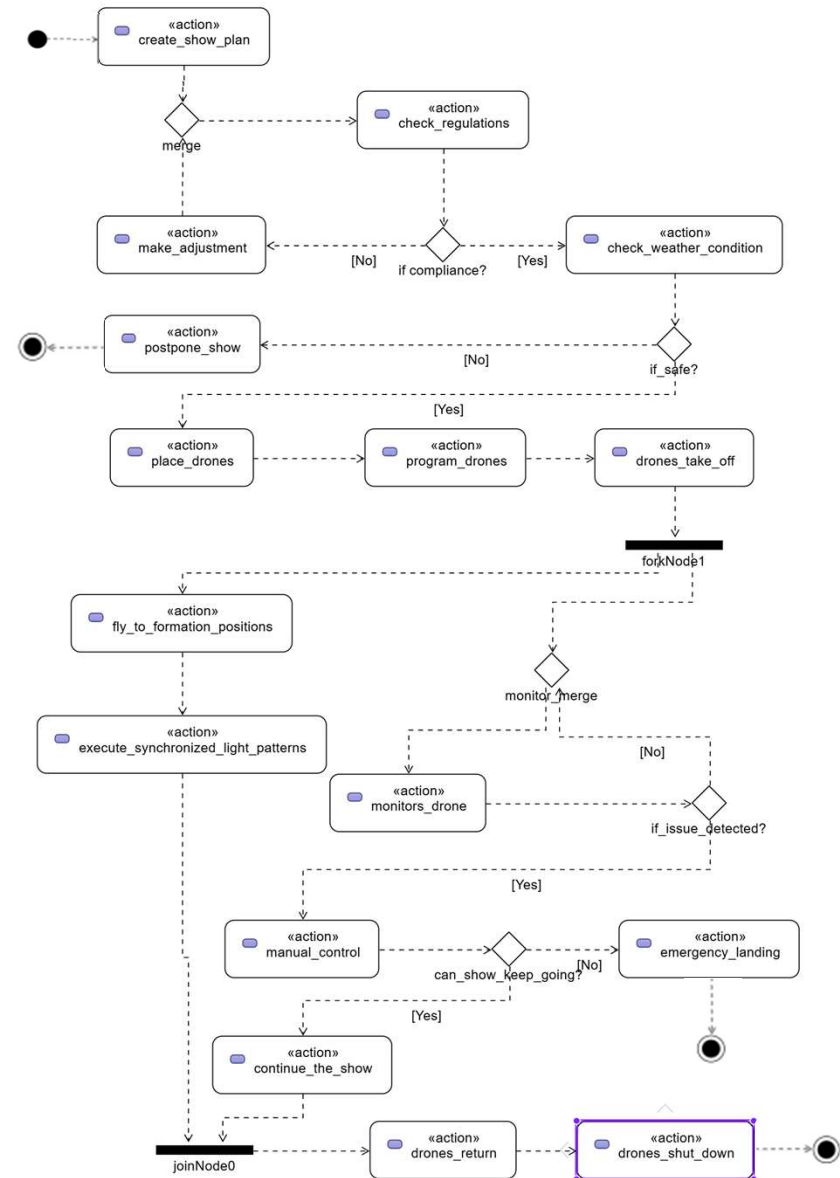 «action»
create_show_plan
merge
«action»
check_regulations
«action»
make_adjustment
[No]
if compliance?
[Yes]
«action»
check_weather_condition
«action»
postpone_show
[No]
if_safe?
[Yes]
«action»
place_drones
«action»
program_drones
«action»
drones_take_off
forkNode1
«action»
fly_to_formation_positions
monitor_merge
«action»
execute_synchronized_light_patterns
[No]
«action»
monitors_drone
if_issue_detected?
[Yes]
«action»
manual_control
can_show_keep_going?
[No]
«action»
emergency_landing
[Yes]
«action»
continue_the_show
joinNode0
«action»
drones_return
«action»
drones_shut_down